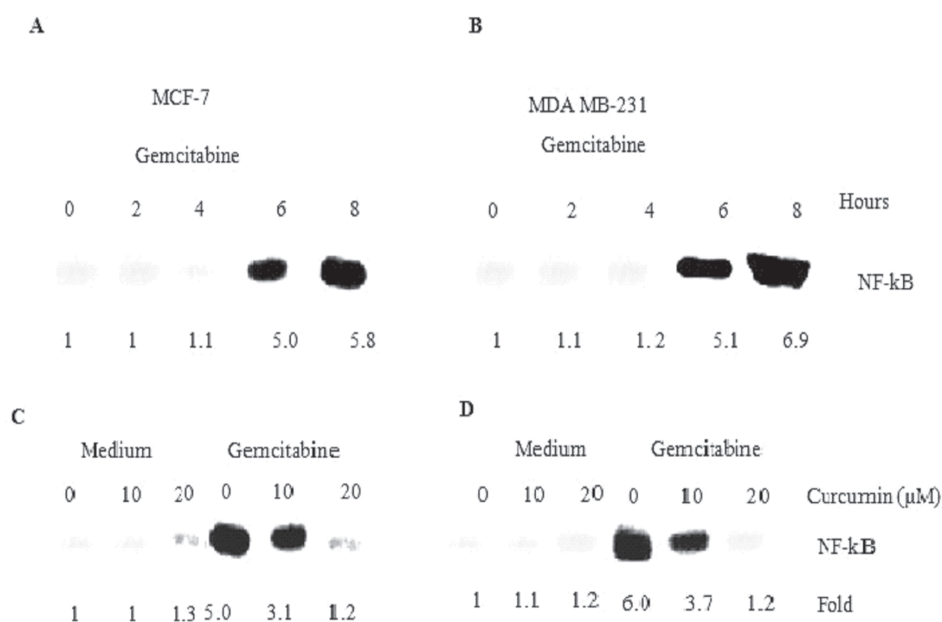 A
B
MCF-7
MDA MB-231
Gemcitabine
Gemcitabine
0 2 4 6 8
0 2 4 6 8 Hours
NF-kB
1 1 1.1 5.0 5.8
1 1.1 1.2 5.1 6.9
C
D
Medium Gemcitabine
Medium Gemcitabine
0 10 20 0 10 20
0 10 20 0 10 20 Curcumin (µM)
NF-kB
1 1 1.3 5.0 3.1 1.2
1 1.1 1.2 6.0 3.7 1.2 Fold